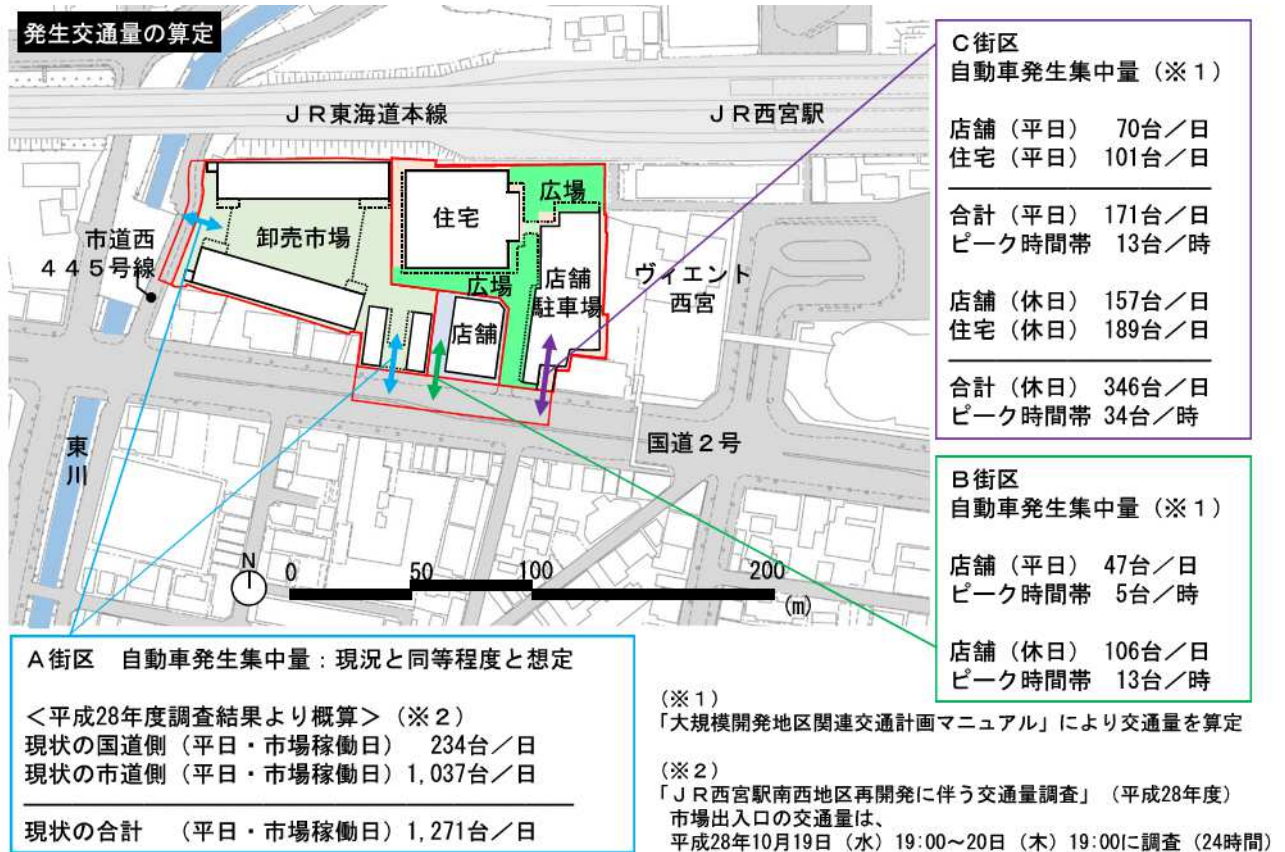 発生交通量の算定
JR東海道本線
JR西宮駅
市道西
445号線
卸売市場
住宅
広場
広場
店舗
店舗
駐車場
ヴィエント
西宮
国道2号
東
川
N
0 50 100 200
(m)
C街区
自動車発生集中量(※1)
店舗(平日) 70台/日
住宅(平日) 101台/日
合計(平日) 171台/日
ピーク時間帯 13台/時
店舗(休日) 157台/日
住宅(休日) 189台/日
合計(休日) 346台/日
ピーク時間帯 34台/時
B街区
自動車発生集中量(※1)
店舗(平日) 47台/日
ピーク時間帯 5台/時
店舗(休日) 106台/日
ピーク時間帯 13台/時
A街区 自動車発生集中量:現況と同等程度と想定
<平成28年度調査結果より概算>(※2)
現状の国道側(平日・市場稼働日) 234台/日
現状の市道側(平日・市場稼働日)1,037台/日
現状の合計 (平日・市場稼働日)1,271台/日
(※1)
「大規模開発地区関連交通計画マニュアル」により交通量を算定
(※2)
「JR西宮駅南西地区再開発に伴う交通量調査」(平成28年度)
市場出入口の交通量は、
平成28年10月19日(水)19:00~20日(木)19:00に調査(24時間)